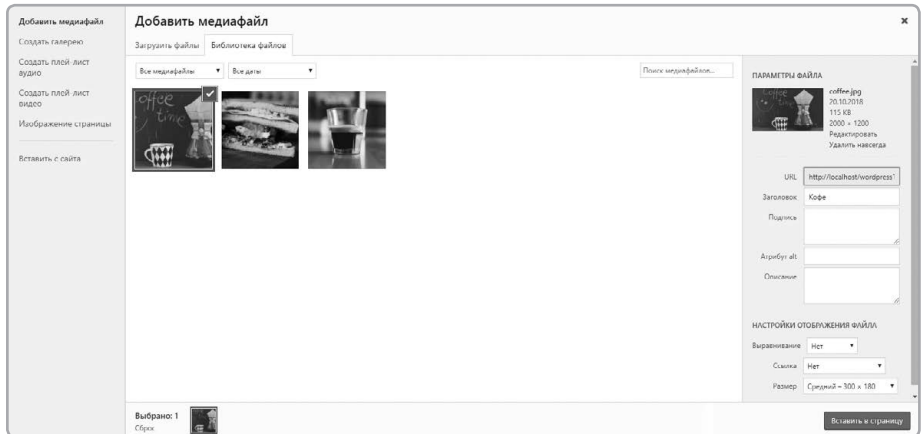 Добавить медиафайл
Создать галерею
Создать плей-лист
аудио
Создать плей-лист
видео
Изображение страницы
Вставить с сайта
Добавить медиафайл
Загрузить файлы
Библиотека файлов
Все медиафайлы
Все даты
Поиск медиафайлов...
coffee
time
ПАРАМЕТРЫ ФАЙЛА
coffee.jpg
20.10.2018
115 KB
2000 × 1200
Редактировать
Удалить навсегда
URL http://localhost/wordpress1
Заголовок Кофе
Подпись
Атрибут alt
Описание
НАСТРОЙКИ ОТОБРАЖЕНИЯ ФАЙЛА
Выравнивание Нет
Ссылка Нет
Размер Средний – 300 × 180
Выбрано: 1
Сброс
Вставить в страницу